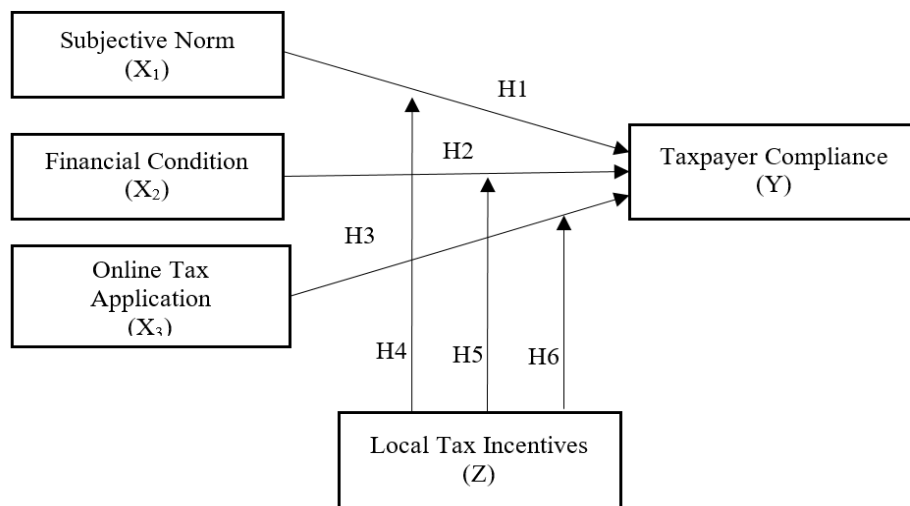 Subjective Norm
(X₁)
H1
Financial Condition
(X₂)
H2
Taxpayer Compliance
(Y)
Online Tax
Application
(X₃)
H3
H4
H5
H6
Local Tax Incentives
(Z)